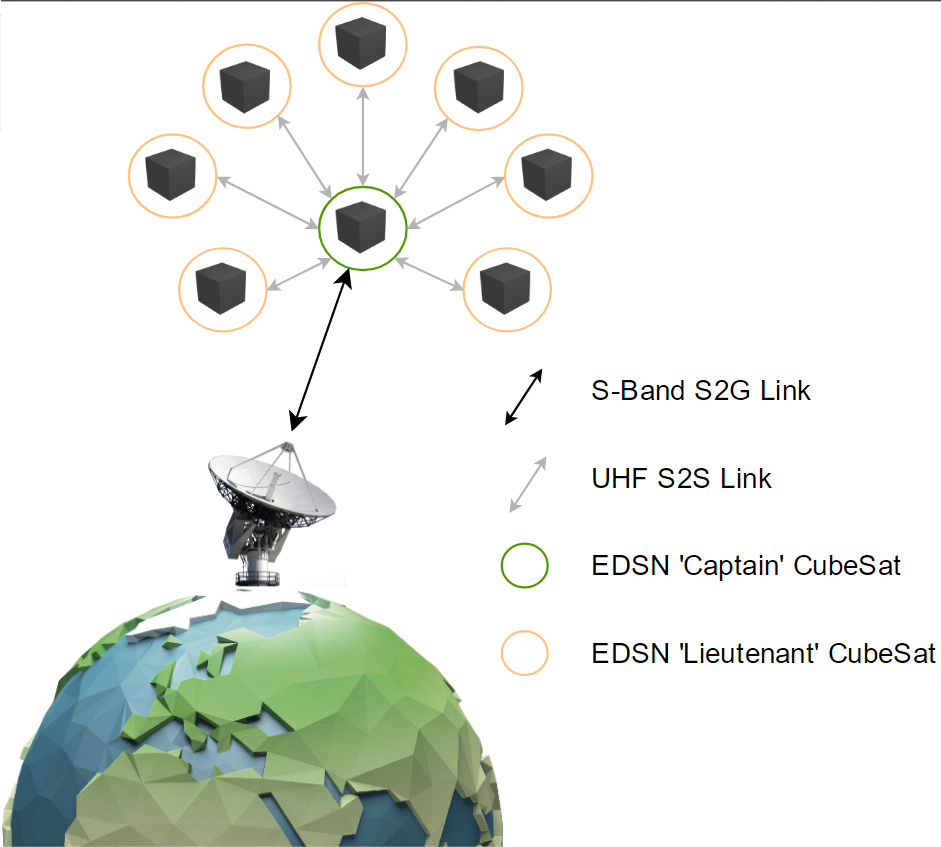 S-Band S2G Link
UHF S2S Link
EDSN 'Captain' CubeSat
EDSN 'Lieutenant' CubeSat